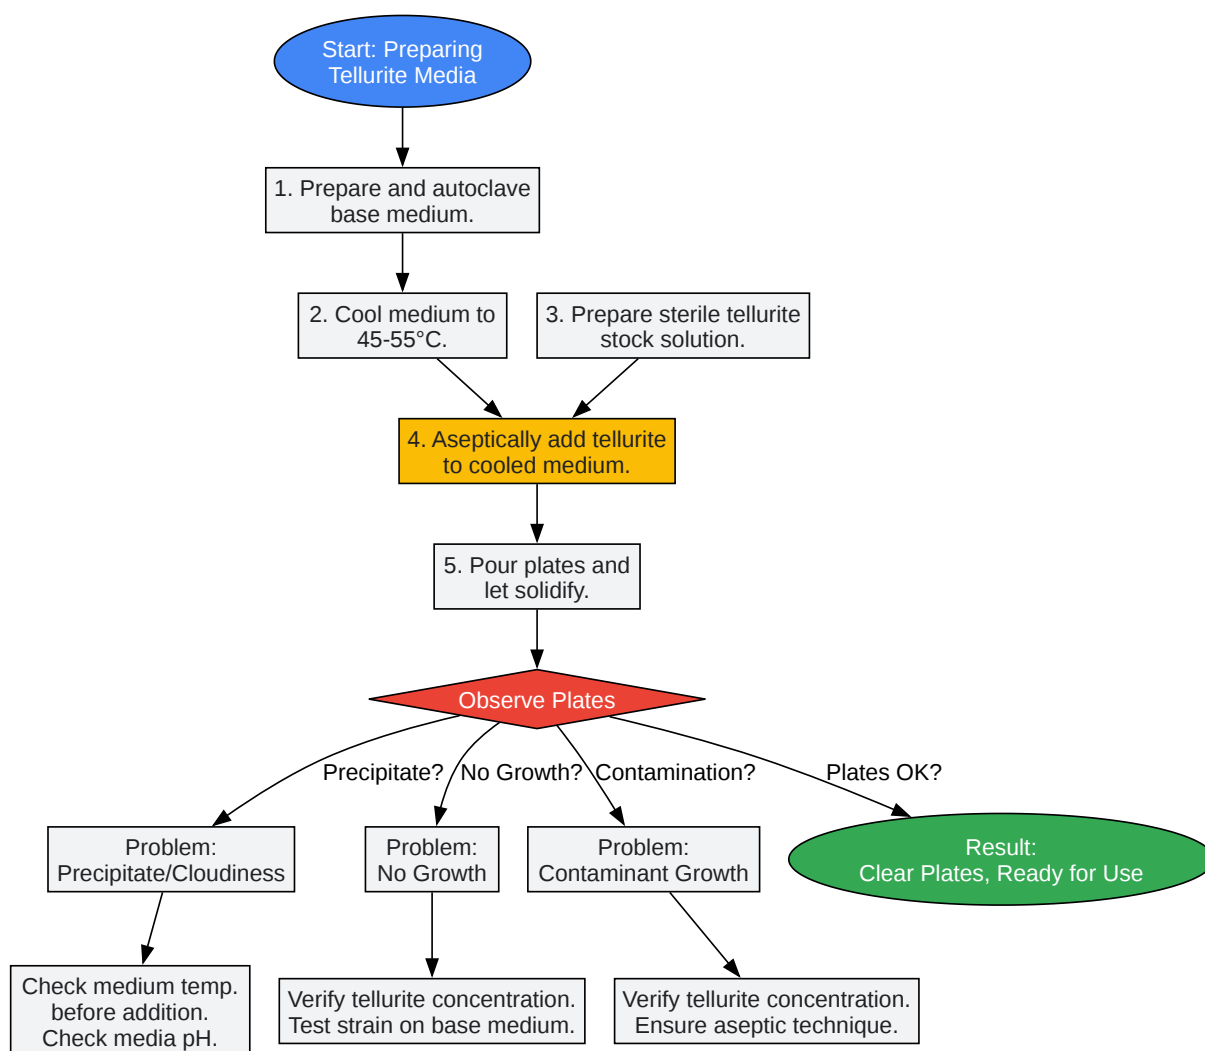 Start: Preparing
Tellurite Media
1. Prepare and autoclave
base medium.
2. Cool medium to
45-55°C.
3. Prepare sterile tellurite
stock solution.
4. Aseptically add tellurite
to cooled medium.
5. Pour plates and
let solidify.
Observe Plates
Precipitate?
No Growth?
Contamination?
Plates OK?
Problem:
Precipitate/Cloudiness
Problem:
No Growth
Problem:
Contaminant Growth
Result:
Clear Plates, Ready for Use
Check medium temp.
before addition.
Check media pH.
Verify tellurite concentration.
Test strain on base medium.
Verify tellurite concentration.
Ensure aseptic technique.